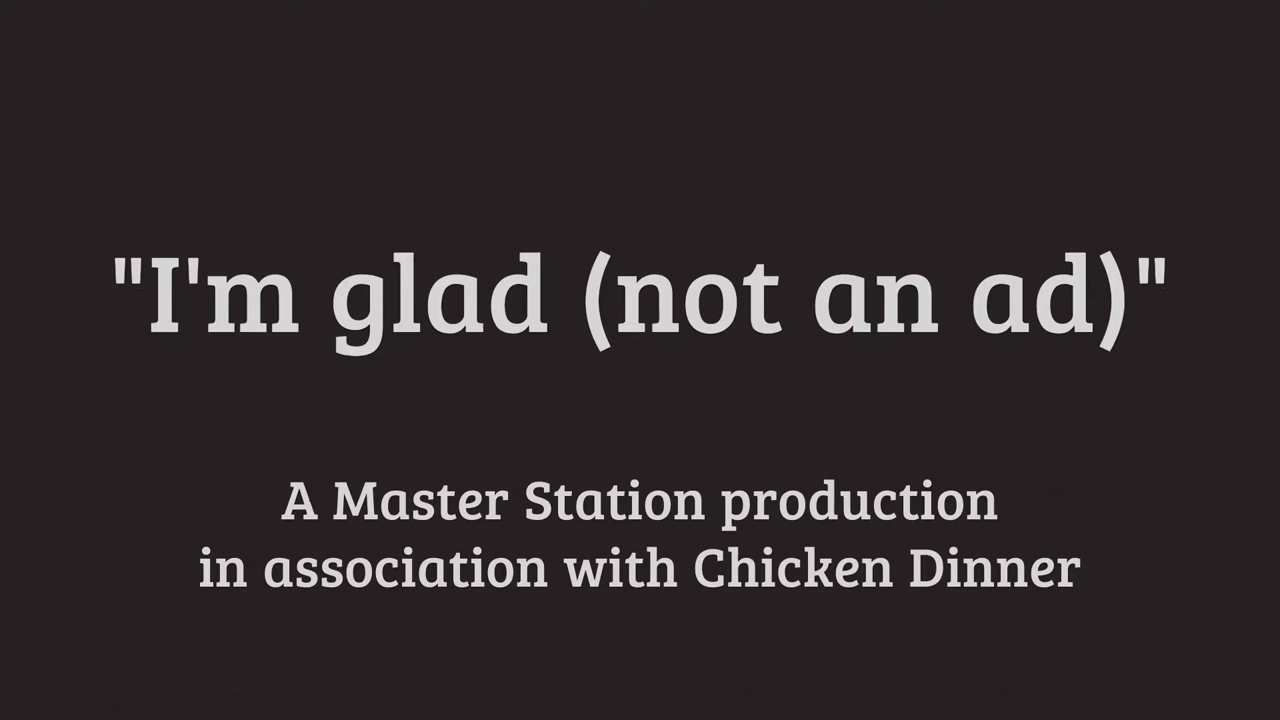 "I'm glad (not an ad)"
A Master Station production
in association with Chicken Dinner